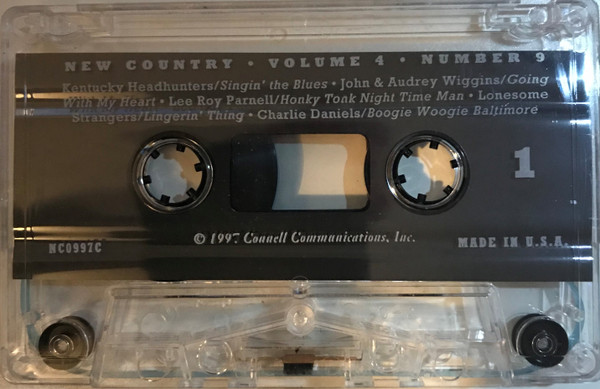 NEW COUNTRY • VOLUME 4 • NUMBER 9
Kentucky Headhunters/Singin' the Blues • John & Audrey Wiggins/Going
With My Heart • Lee Roy Parnell/Honky Tonk Night Time Man • Lonesome
Strangers/Lingerin' Thing • Charlie Daniels/Boogie Woogie Baltimore
1
© 1997 Connell Communications, Inc.
NC0997C
MADE IN U.S.A.